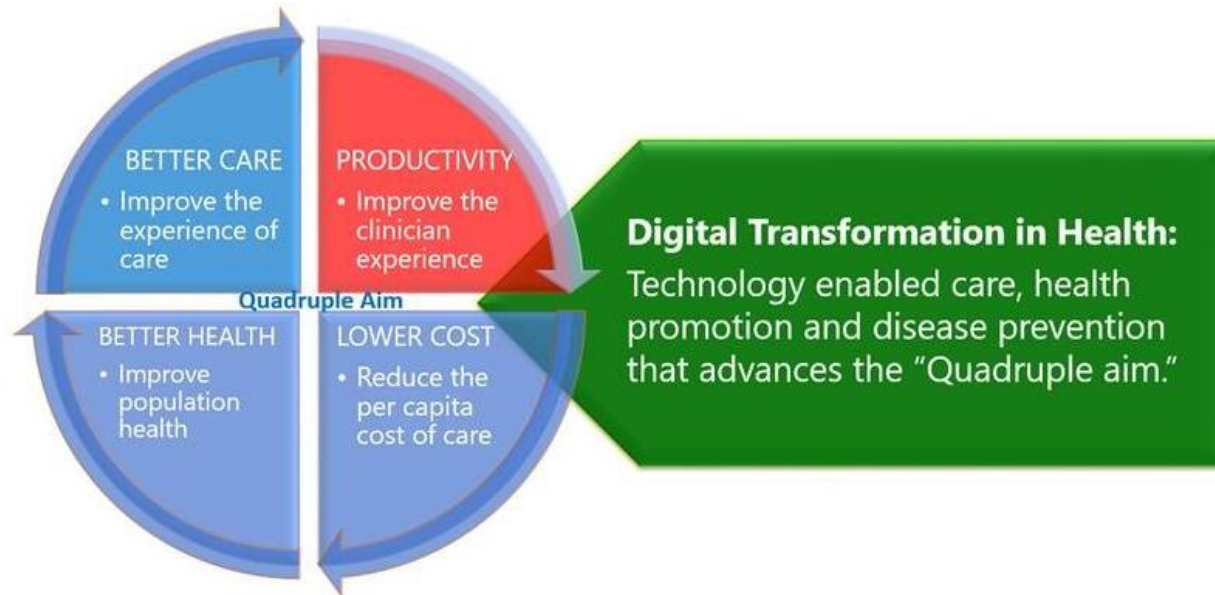 BETTER CARE
• Improve the
experience of
care
PRODUCTIVITY
• Improve the
clinician
experience
Quadruple Aim
BETTER HEALTH
• Improve
population
health
LOWER COST
• Reduce the
per capita
cost of care
Digital Transformation in Health:
Technology enabled care, health
promotion and disease prevention
that advances the “Quadruple aim.”